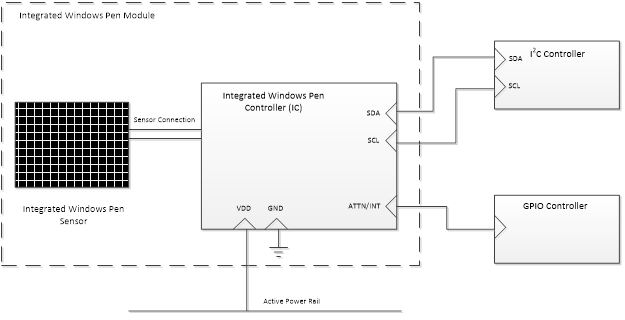 Integrated Windows Pen Module
I²C Controller
SDA
SCL
Integrated Windows Pen
Controller (IC)
SDA
SCL
Sensor Connection
Integrated Windows Pen
Sensor
VDD
GND
ATTN/INT
GPIO Controller
Active Power Rail